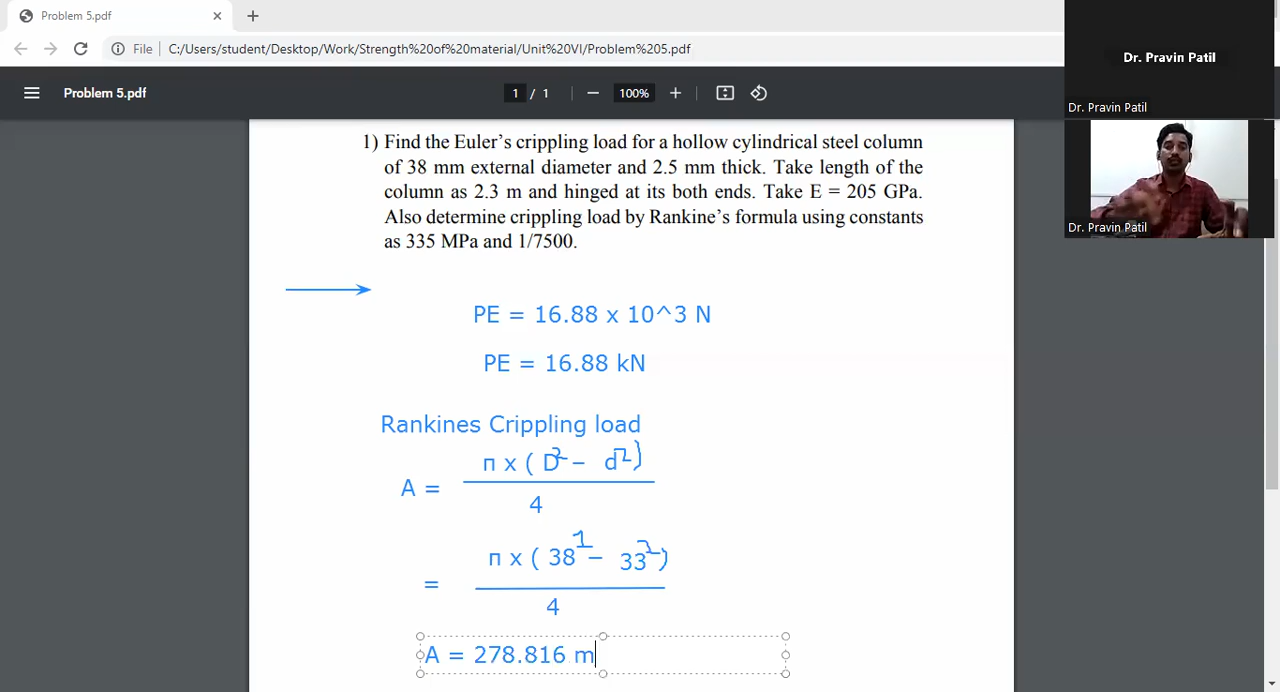 Problem 5.pdf
File C:/Users/student/Desktop/Work/Strength%20of%20material/Unit%20VI/Problem%205.pdf
Problem 5.pdf
1 / 1
100%
Dr. Pravin Patil
Dr. Pravin Patil
Dr. Pravin Patil
1) Find the Euler’s crippling load for a hollow cylindrical steel column
of 38 mm external diameter and 2.5 mm thick. Take length of the
column as 2.3 m and hinged at its both ends. Take E = 205 GPa.
Also determine crippling load by Rankine’s formula using constants
as 335 MPa and 1/7500.
PE = 16.88 x 10^3 N
PE = 16.88 kN
Rankines Crippling load
п x ( D² – d²)
A =
4
п x ( 38¹ – 33²)
=
4
A = 278.816 m